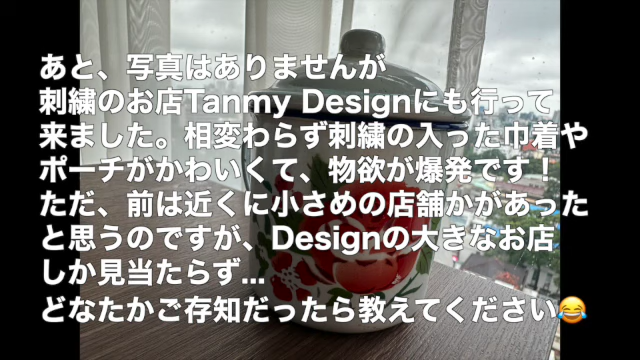 あと、写真はありませんが
刺繍のお店Tanmy Designにも行って
来ました。相変わらず刺繍の入った巾着や
ポーチがかわいくて、物欲が爆発です！
ただ、前は近くに小さめの店舗かがあった
と思うのですが、Designの大きなお店
しか見当たらず...
どなたかご存知だったら教えてください😂